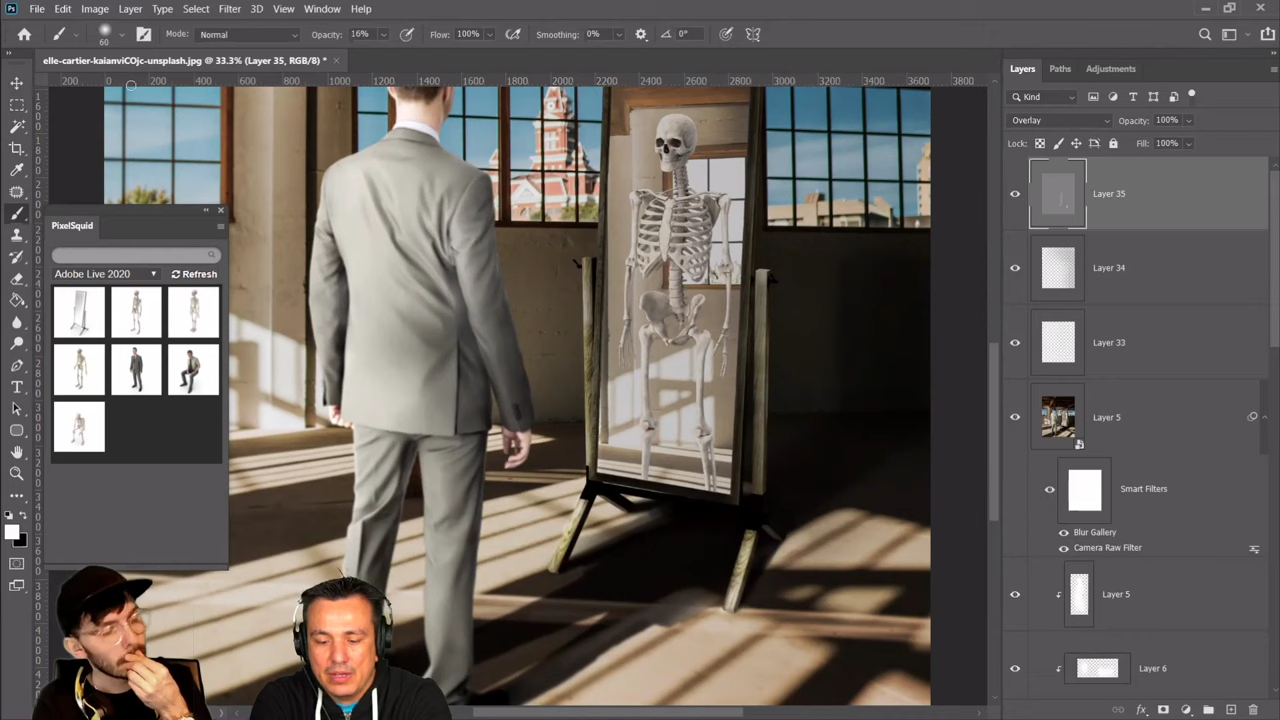 Ps File Edit Image Layer Type Select Filter 3D View Window Help
60 Mode: Normal Opacity: 16% Flow: 100% Smoothing: 0% 0°
elle-cartier-kaianviCOjc-unsplash.jpg @ 33.3% (Layer 35, RGB/8) *
200 0 200 400 600 800 1000 1200 1400 1600 1800 2000 2200 2400 2600 2800 3000 3200 3400 3600 3800
Layers Paths Adjustments
Kind
Overlay Opacity: 100%
Lock: Fill: 100%
Layer 35
PixelSquid
Adobe Live 2020 Refresh
Layer 34
Layer 33
Layer 5
Smart Filters
Blur Gallery
Camera Raw Filter
Layer 5
Layer 6